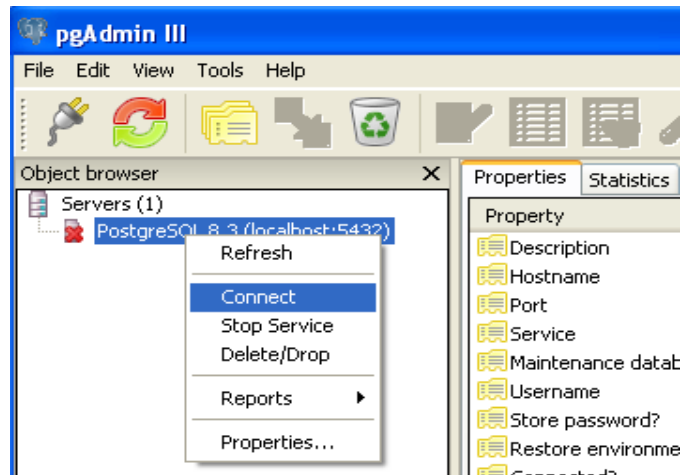 pgAdmin III
File Edit View Tools Help
Object browser
Servers (1)
PostgreSQL 8.3 (localhost:5432)
Refresh
Connect
Stop Service
Delete/Drop
Reports
Properties...
Properties Statistics
Property
Description
Hostname
Port
Service
Maintenance datab
Username
Store password?
Restore environme
Connected?